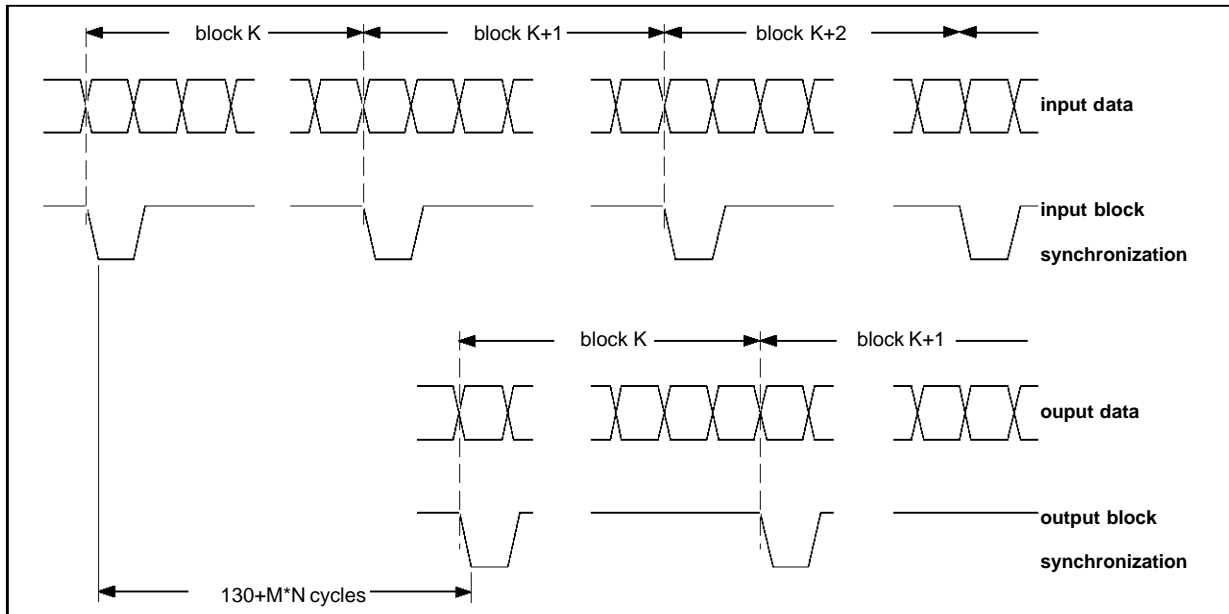 block K
block K+1
block K+2
input data
input block
synchronization
block K
block K+1
ouput data
output block
synchronization
130+M*N cycles